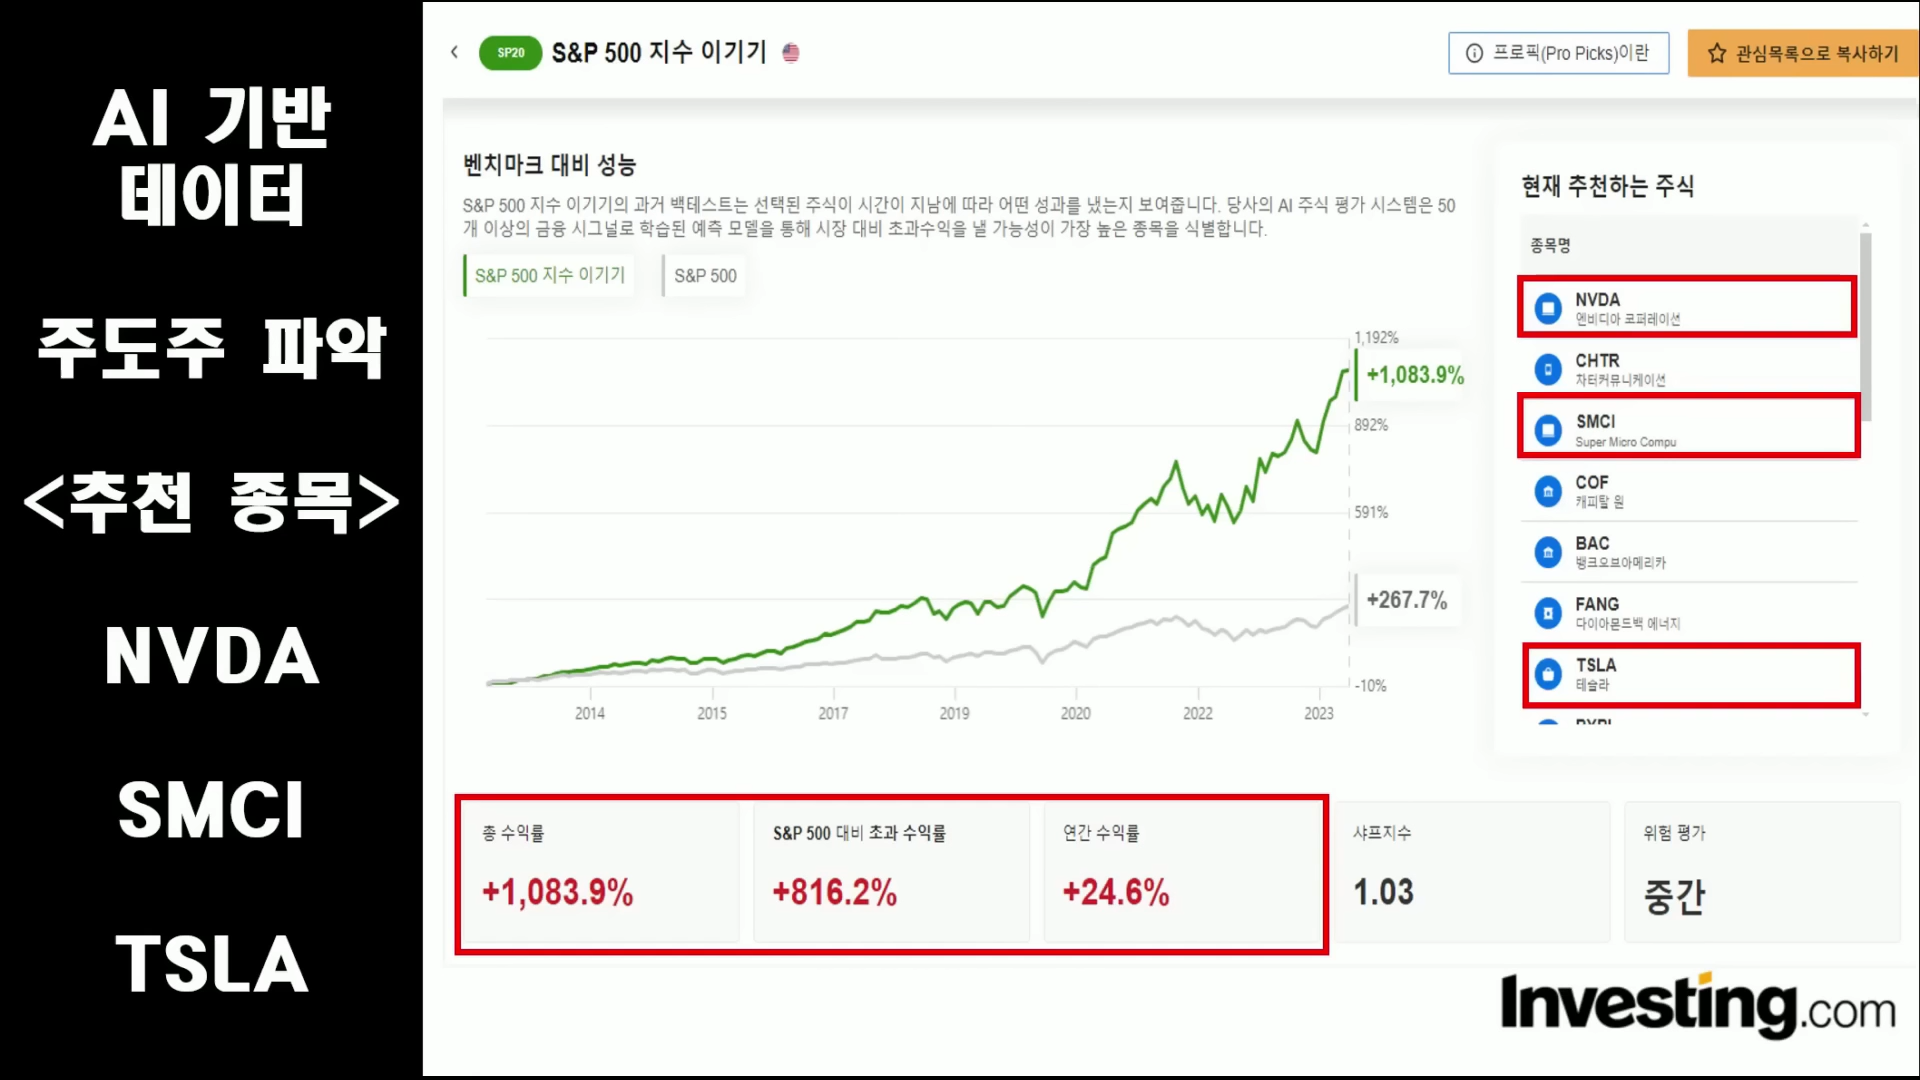 AI 기반
데이터
주도주 파악
<추천 종목>
NVDA
SMCI
TSLA
SP20
S&P 500 지수 이기기
프로픽(Pro Picks)이란
관심목록으로 복사하기
벤치마크 대비 성능
S&P 500 지수 이기기의 과거 백테스트는 선택된 주식이 시간이 지남에 따라 어떤 성과를 냈는지 보여줍니다. 당사의 AI 주식 평가 시스템은 50
개 이상의 금융 시그널로 학습된 예측 모델을 통해 시장 대비 초과수익을 낼 가능성이 가장 높은 종목을 식별합니다.
S&P 500 지수 이기기
S&P 500
1,192%
+1,083.9%
892%
591%
+267.7%
-10%
2014
2015
2017
2019
2020
2022
2023
현재 추천하는 주식
종목명
NVDA
엔비디아 코퍼레이션
CHTR
차터커뮤니케이션
SMCI
Super Micro Compu
COF
캐피탈 원
BAC
뱅크오브아메리카
FANG
다이아몬드백 에너지
TSLA
테슬라
총 수익률
+1,083.9%
S&P 500 대비 초과 수익률
+816.2%
연간 수익률
+24.6%
샤프지수
1.03
위험 평가
중간
Investing.com